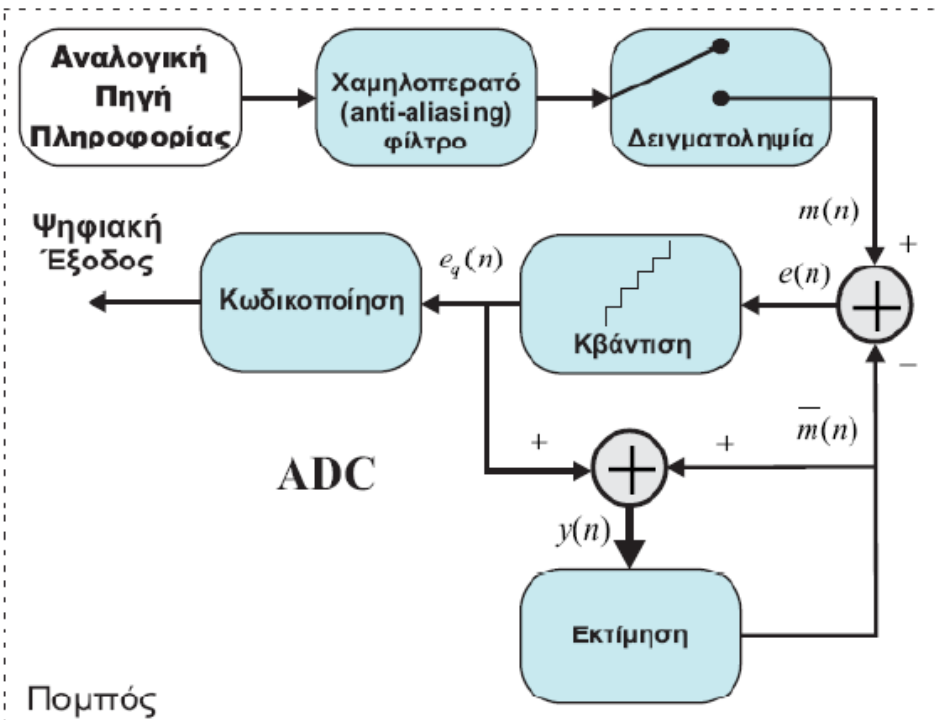 Αναλογική
Πηγή
Πληροφορίας
Χαμηλοπερατό
(anti-aliasing)
φίλτρο
Δειγματοληψία
m(n)
+
Ψηφιακή
Έξοδος
Κωδικοποίηση
e_q(n)
Κβάντιση
e(n)
+
−
m̅(n)
+
+
+
ADC
y(n)
Εκτίμηση
Πομπός